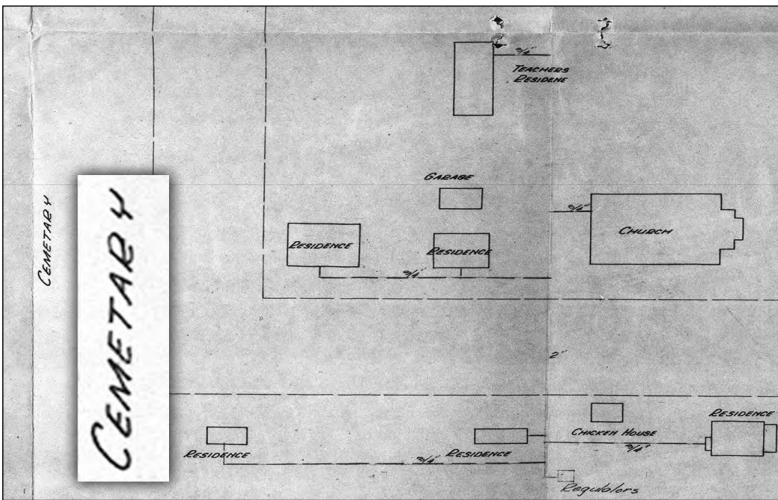 3/4"
TEACHERS
RESIDENE
GARAGE
CEMETARY
CEMETARY
3/4"
RESIDENCE
RESIDENCE
CHURCH
3/4"
2"
RESIDENCE
CHICKEN HOUSE
RESIDENCE
RESIDENCE
3/4"
3/4"
Regulators